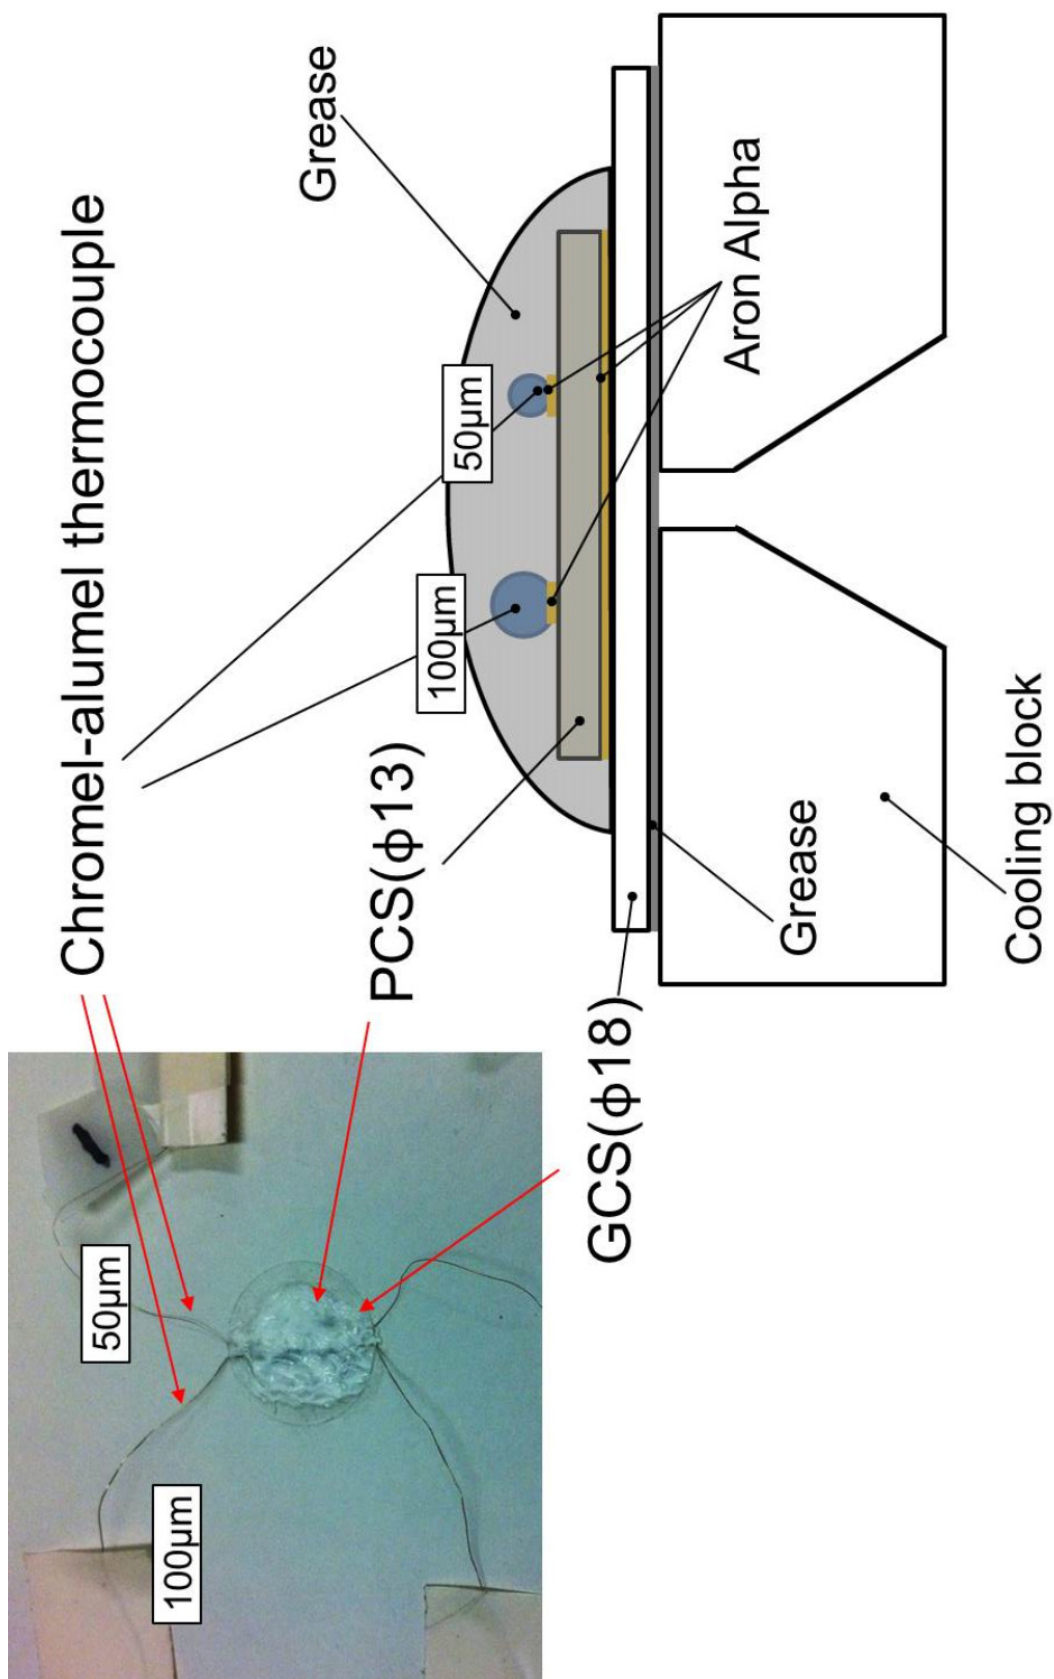 Chromel-alumel thermocouple
Grease
50μm
100μm
PCS(ϕ13)
GCS(ϕ18)
Aron Alpha
Grease
Cooling block
50μm
100μm